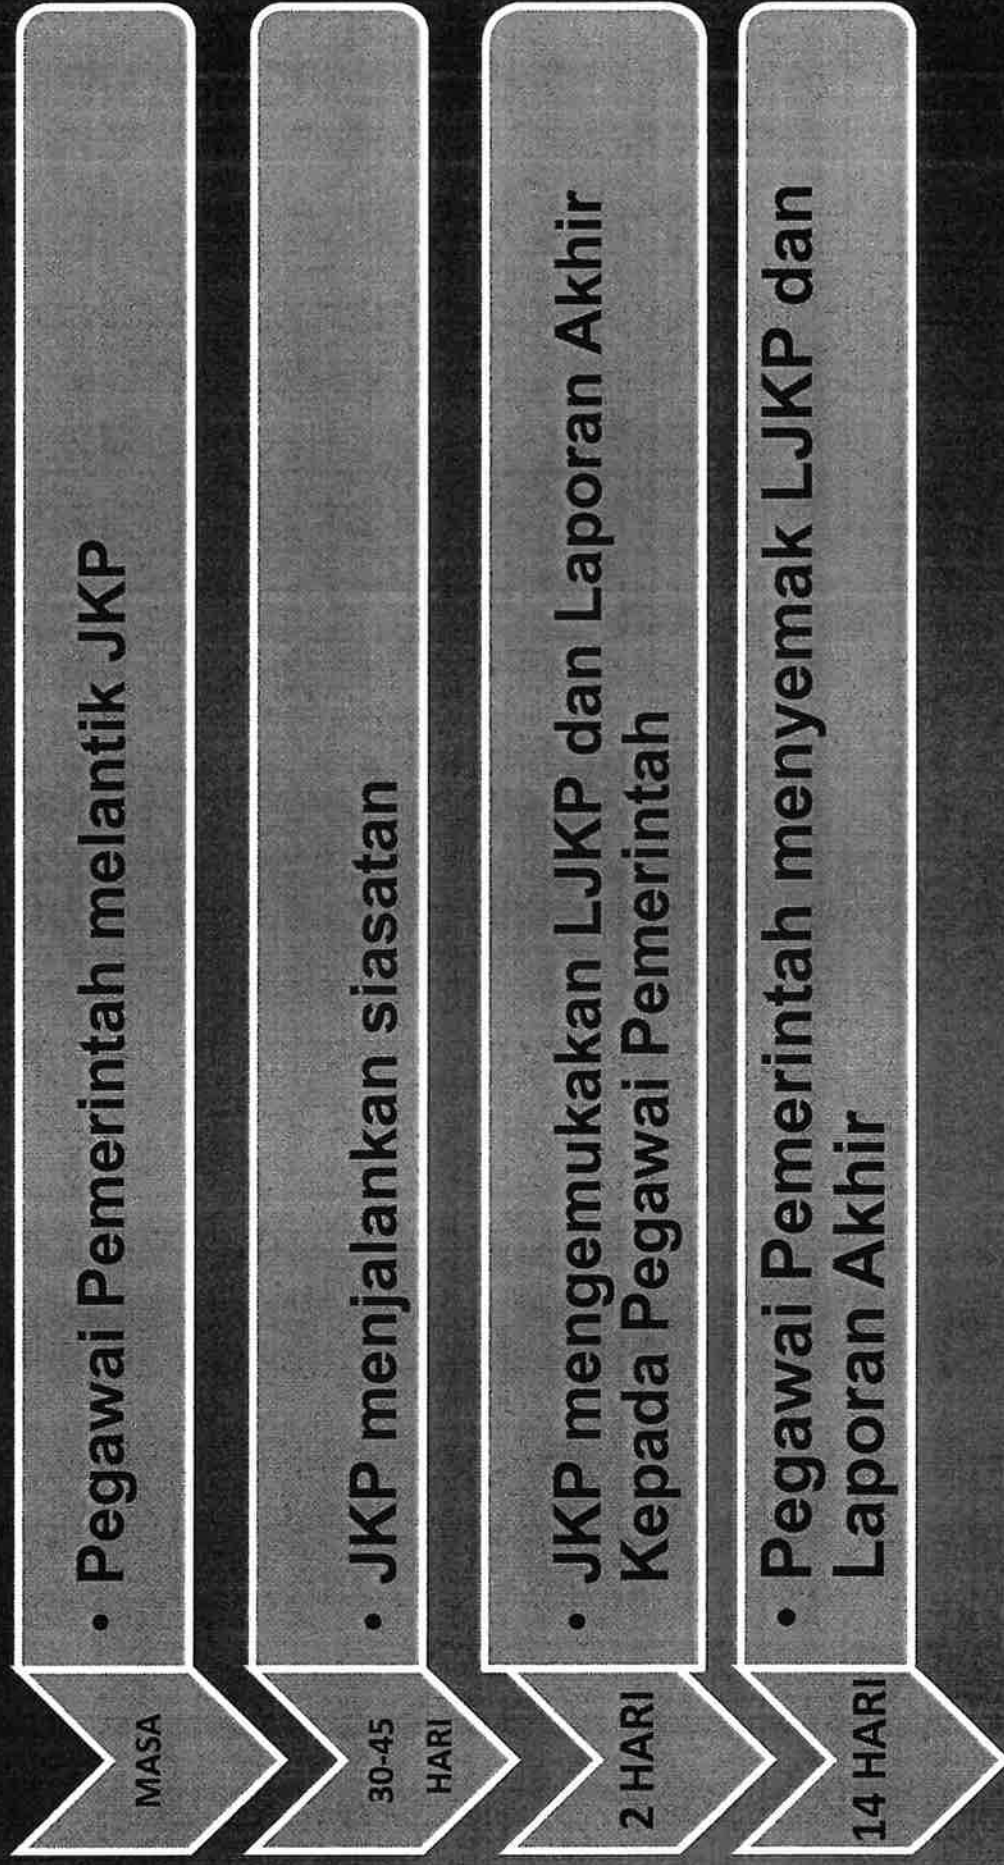 MASA
• Pegawai Pemerintah melantik JKP
30-45
HARI
• JKP menjalankan siasatan
2 HARI
• JKP mengemukakan LJKP dan Laporan Akhir
Kepada Pegawai Pemerintah
14 HARI
• Pegawai Pemerintah menyemak LJKP dan
Laporan Akhir